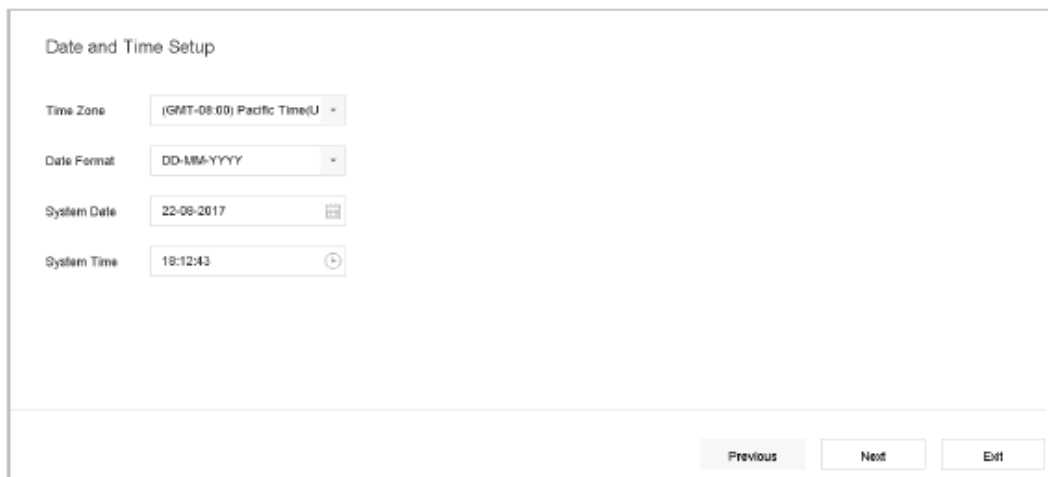 Date and Time Setup
Time Zone (GMT-08:00) Pacific Time(U
Date Format DD-MM-YYYY
System Date 22-08-2017
System Time 18:12:43
Previous Next Exit